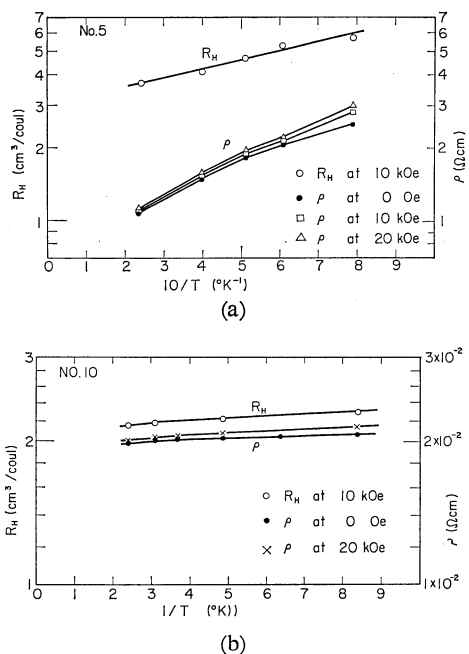 No.5
7
6
5
4
3
2
1
R_H (cm³/coul)
7
6
5
4
3
2
1
ρ (Ωcm)
R_H
ρ
○ R_H at 10 kOe
● ρ at 0 Oe
□ ρ at 10 kOe
△ ρ at 20 kOe
0 1 2 3 4 5 6 7 8 9 10
10/T (°K⁻¹)
(a)
NO.10
3
2
1
R_H (cm³/coul)
3×10⁻²
2×10⁻²
1×10⁻²
ρ (Ωcm)
R_H
ρ
○ R_H at 10 kOe
● ρ at 0 Oe
× ρ at 20 kOe
0 1 2 3 4 5 6 7 8 9
1/T (°K))
(b)